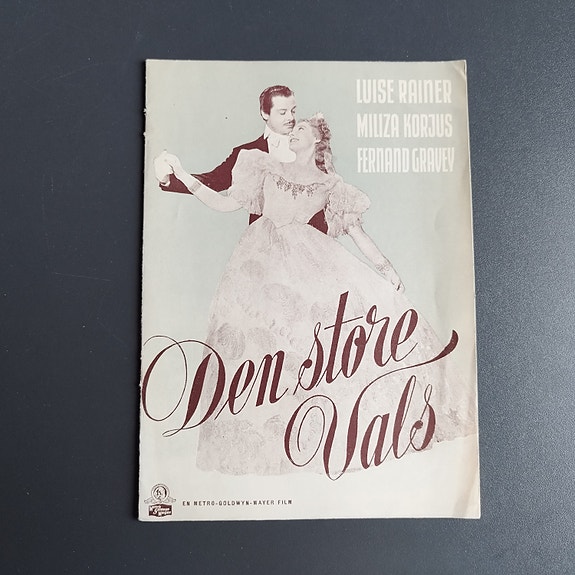 LUISE RAINER
MILIZA KORJUS
FERNAND GRAVEY
Den store
Vals
EN METRO-GOLDWYN-MAYER FILM